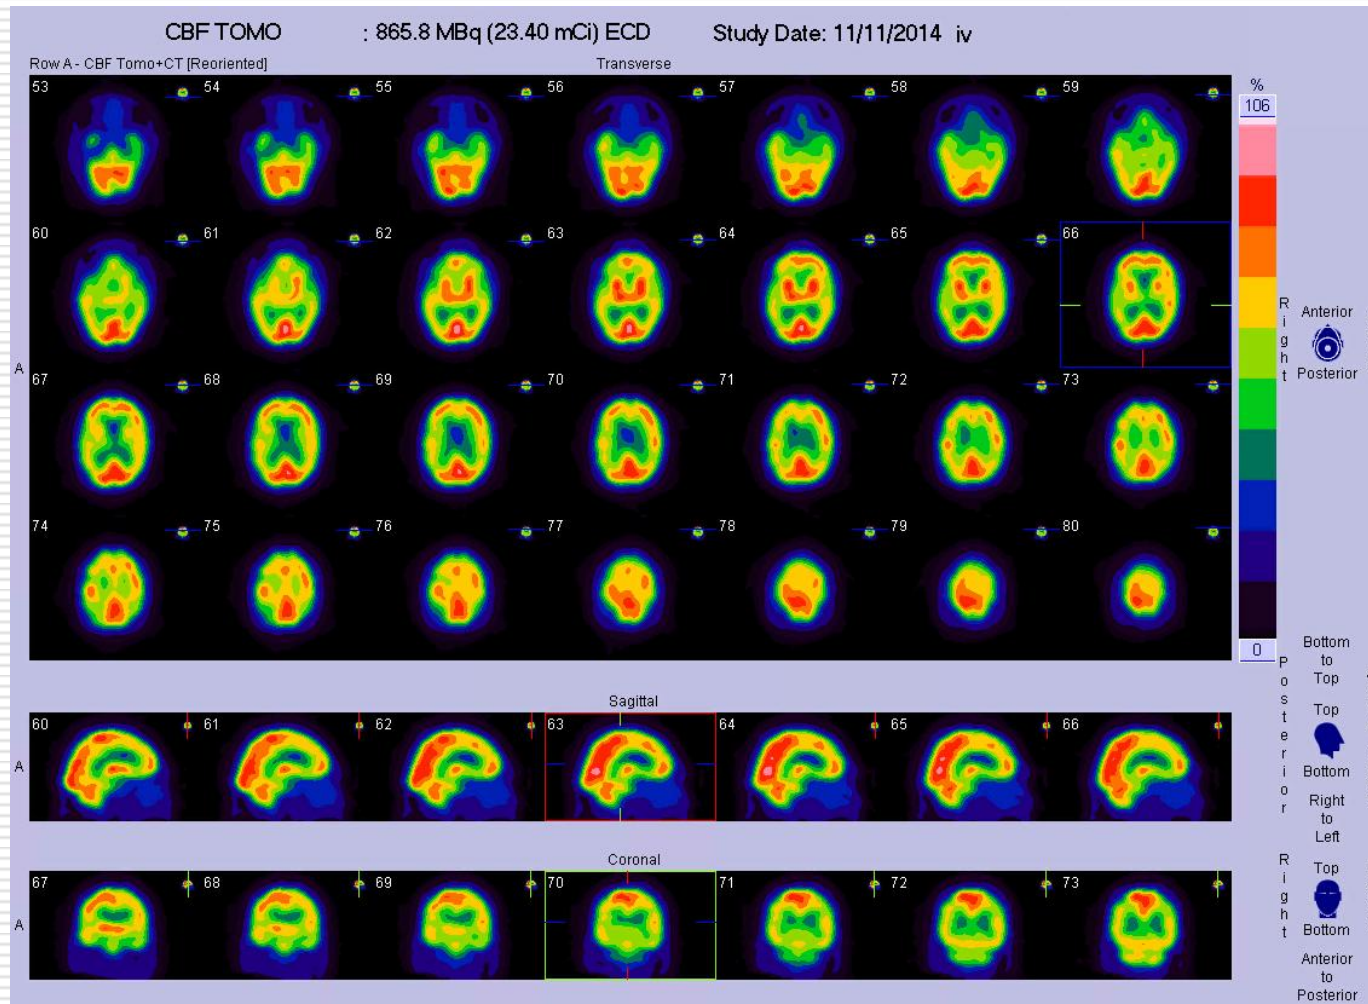 CBF TOMO : 865.8 MBq (23.40 mCi) ECD Study Date: 11/11/2014 iv
Row A - CBF Tomo+CT [Reoriented] Transverse
53 54 55 56 57 58 59
60 61 62 63 64 65 66
67 68 69 70 71 72 73
74 75 76 77 78 79 80
A
%
106
0
Right
Anterior
Posterior
Sagittal
60 61 62 63 64 65 66
A
Posterior
Bottom
to
Top
Top
Bottom
Right
to
Left
Coronal
67 68 69 70 71 72 73
A
Right
Top
Bottom
Anterior
to
Posterior